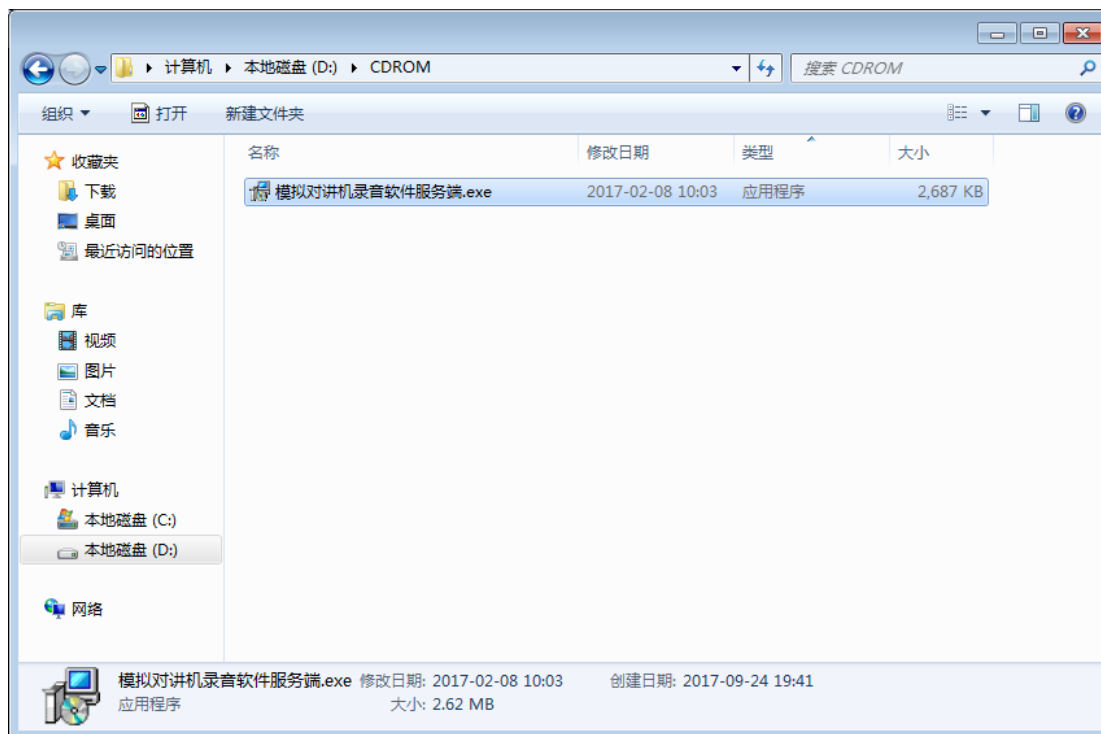 计算机 本地磁盘 (D:) CDROM 搜索 CDROM
组织 打开 新建文件夹
名称 修改日期 类型 大小
模拟对讲机录音软件服务端.exe 2017-02-08 10:03 应用程序 2,687 KB
收藏夹
下载
桌面
最近访问的位置
库
视频
图片
文档
音乐
计算机
本地磁盘 (C:)
本地磁盘 (D:)
网络
模拟对讲机录音软件服务端.exe 修改日期: 2017-02-08 10:03 创建日期: 2017-09-24 19:41
应用程序 大小: 2.62 MB